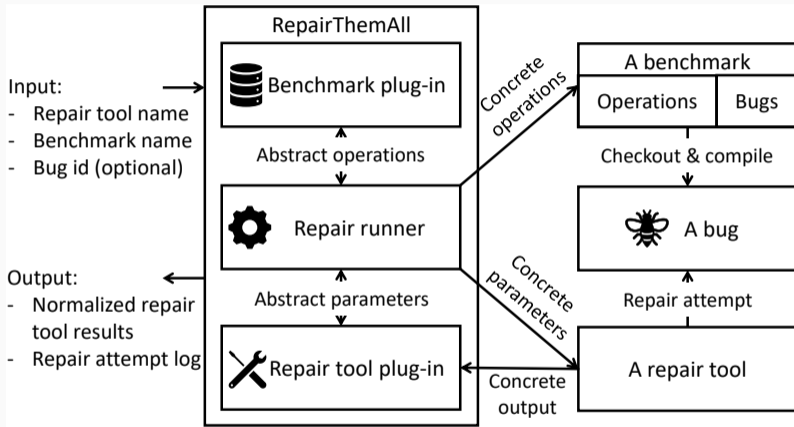 RepairThemAll
Input:
- Repair tool name
- Benchmark name
- Bug id (optional)
Output:
- Normalized repair
tool results
- Repair attempt log
Benchmark plug-in
Abstract operations
Repair runner
Abstract parameters
Repair tool plug-in
Concrete
operations
Concrete
parameters
Concrete
output
A benchmark
Operations
Bugs
Checkout & compile
A bug
Repair attempt
A repair tool